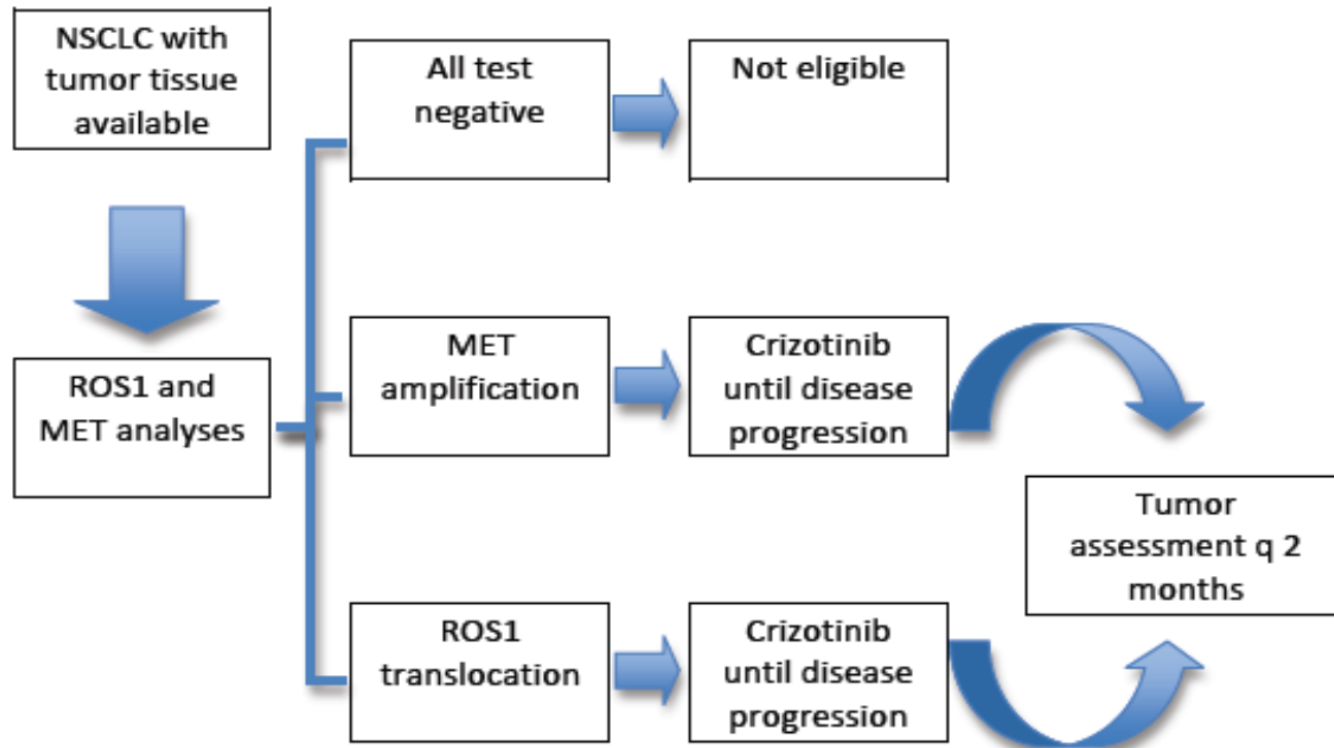 NSCLC with
tumor tissue
available
ROS1 and
MET analyses
All test
negative
Not eligible
MET
amplification
Crizotinib
until disease
progression
ROS1
translocation
Crizotinib
until disease
progression
Tumor
assessment q 2
months